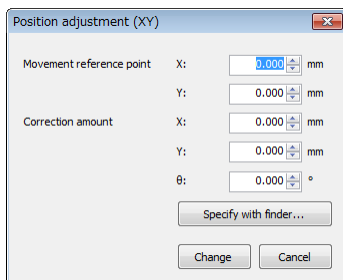 Position adjustment (XY)
Movement reference point X: 0.000 mm
Y: 0.000 mm
Correction amount X: 0.000 mm
Y: 0.000 mm
θ: 0.000 °
Specify with finder...
Change Cancel